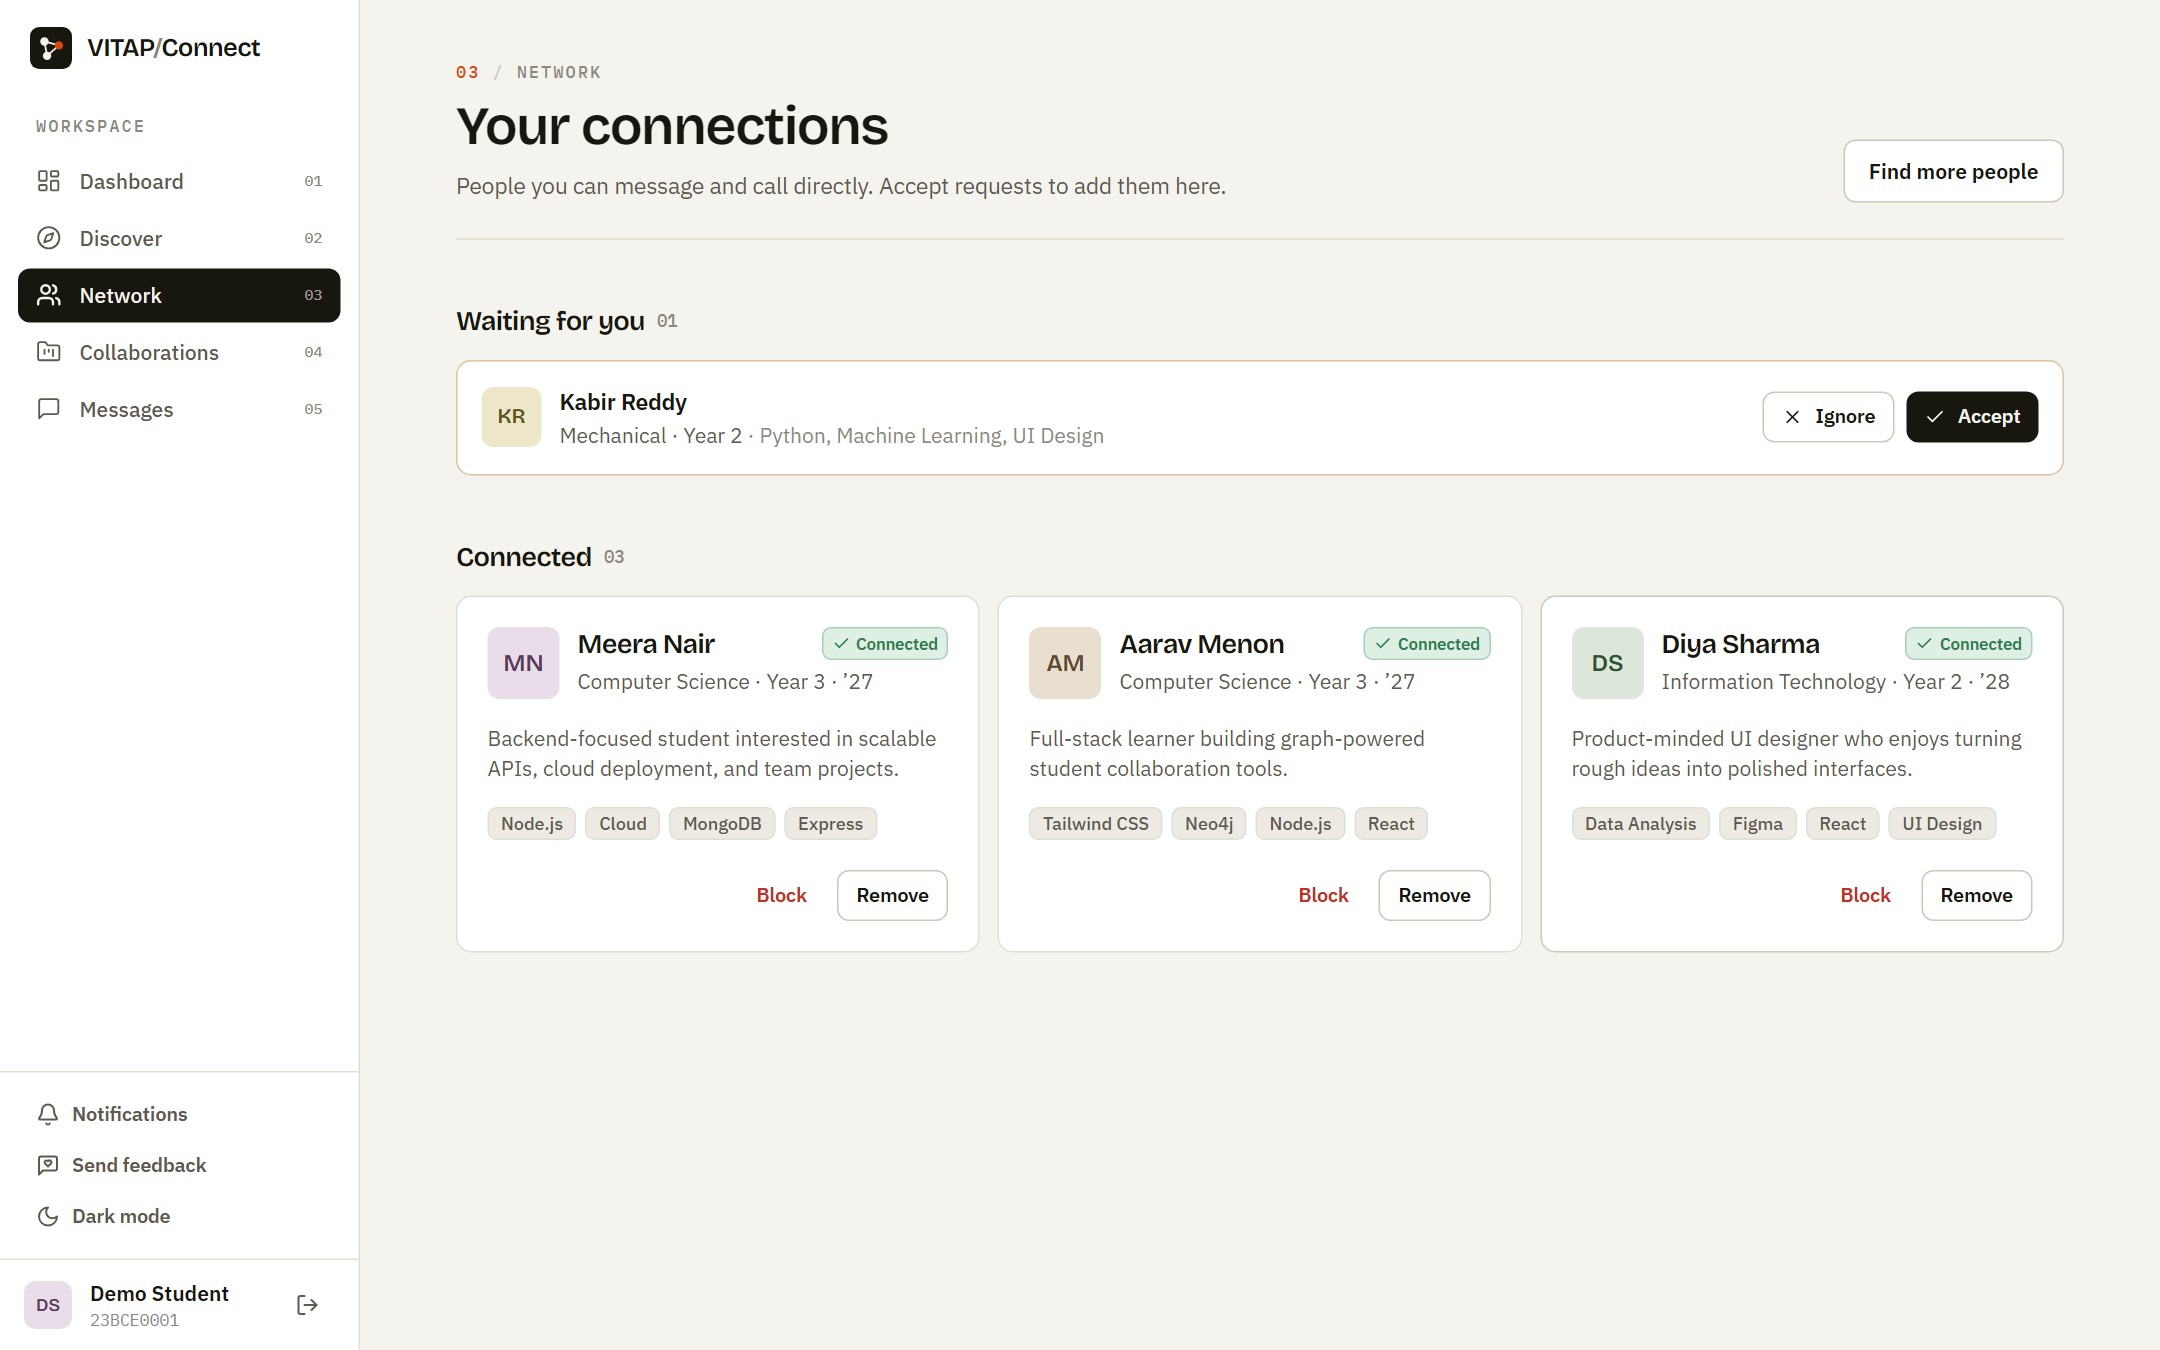 VITAP/Connect
WORKSPACE
Dashboard 01
Discover 02
Network 03
Collaborations 04
Messages 05
Notifications
Send feedback
Dark mode
DS
Demo Student
23BCE0001
03 / NETWORK
Your connections
People you can message and call directly. Accept requests to add them here.
Find more people
Waiting for you 01
KR
Kabir Reddy
Mechanical · Year 2 · Python, Machine Learning, UI Design
Ignore
Accept
Connected 03
MN
Meera Nair
Connected
Computer Science · Year 3 · ’27
Backend-focused student interested in scalable
APIs, cloud deployment, and team projects.
Node.js Cloud MongoDB Express
Block Remove
AM
Aarav Menon
Connected
Computer Science · Year 3 · ’27
Full-stack learner building graph-powered
student collaboration tools.
Tailwind CSS Neo4j Node.js React
Block Remove
DS
Diya Sharma
Connected
Information Technology · Year 2 · ’28
Product-minded UI designer who enjoys turning
rough ideas into polished interfaces.
Data Analysis Figma React UI Design
Block Remove